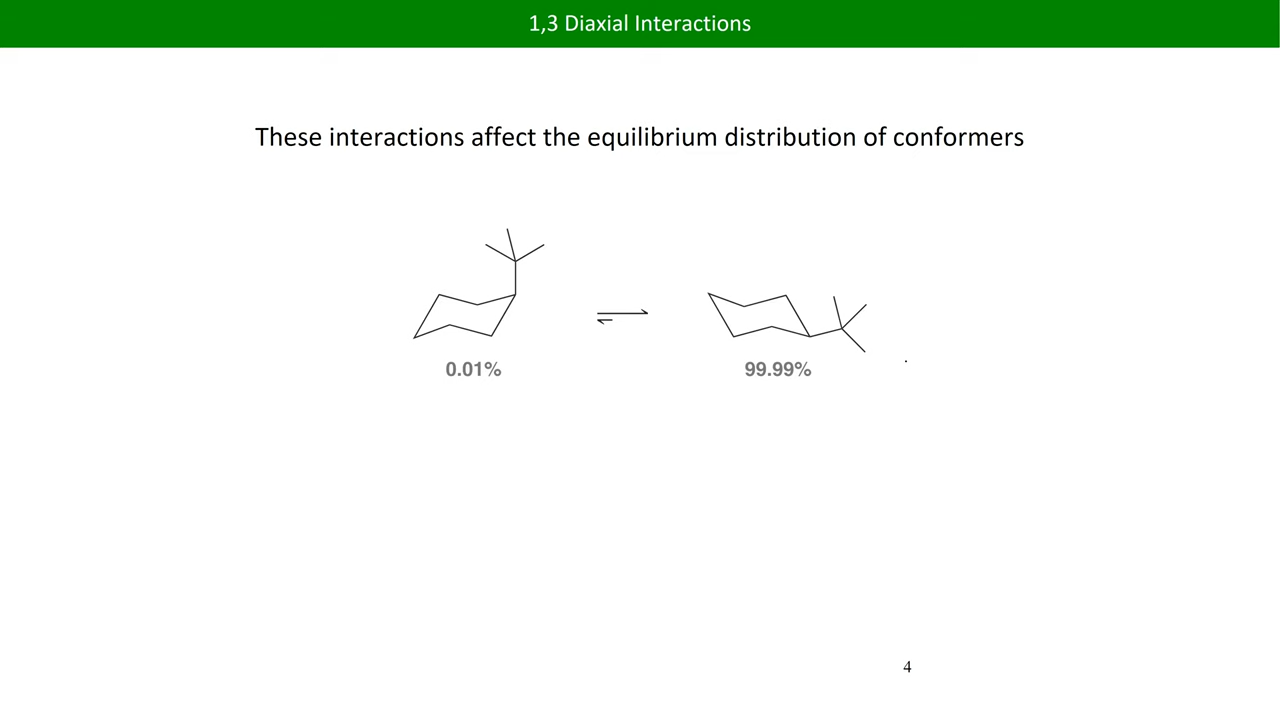 1,3 Diaxial Interactions
These interactions affect the equilibrium distribution of conformers
0.01%
99.99%
4